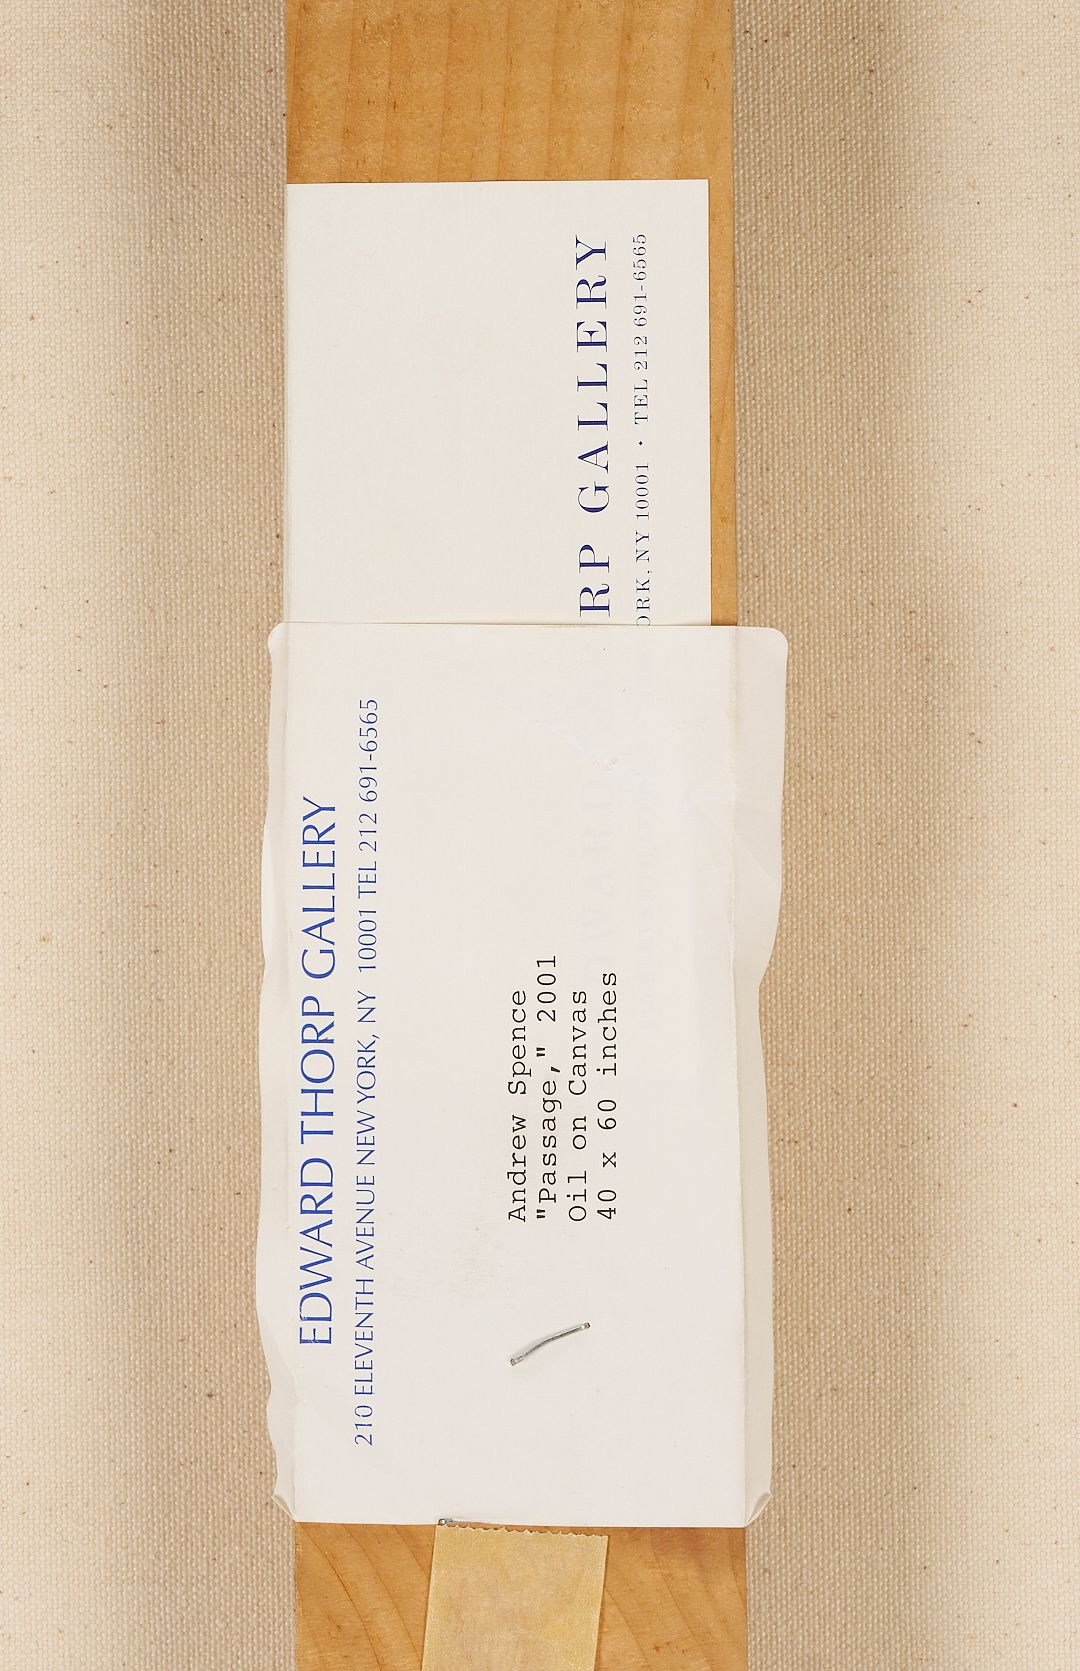 RP GALLERY
ORK, NY 10001 • TEL 212 691-6565
EDWARD THORP GALLERY
210 ELEVENTH AVENUE NEW YORK, NY 10001 TEL 212 691-6565
Andrew Spence
"Passage," 2001
Oil on Canvas
40 x 60 inches